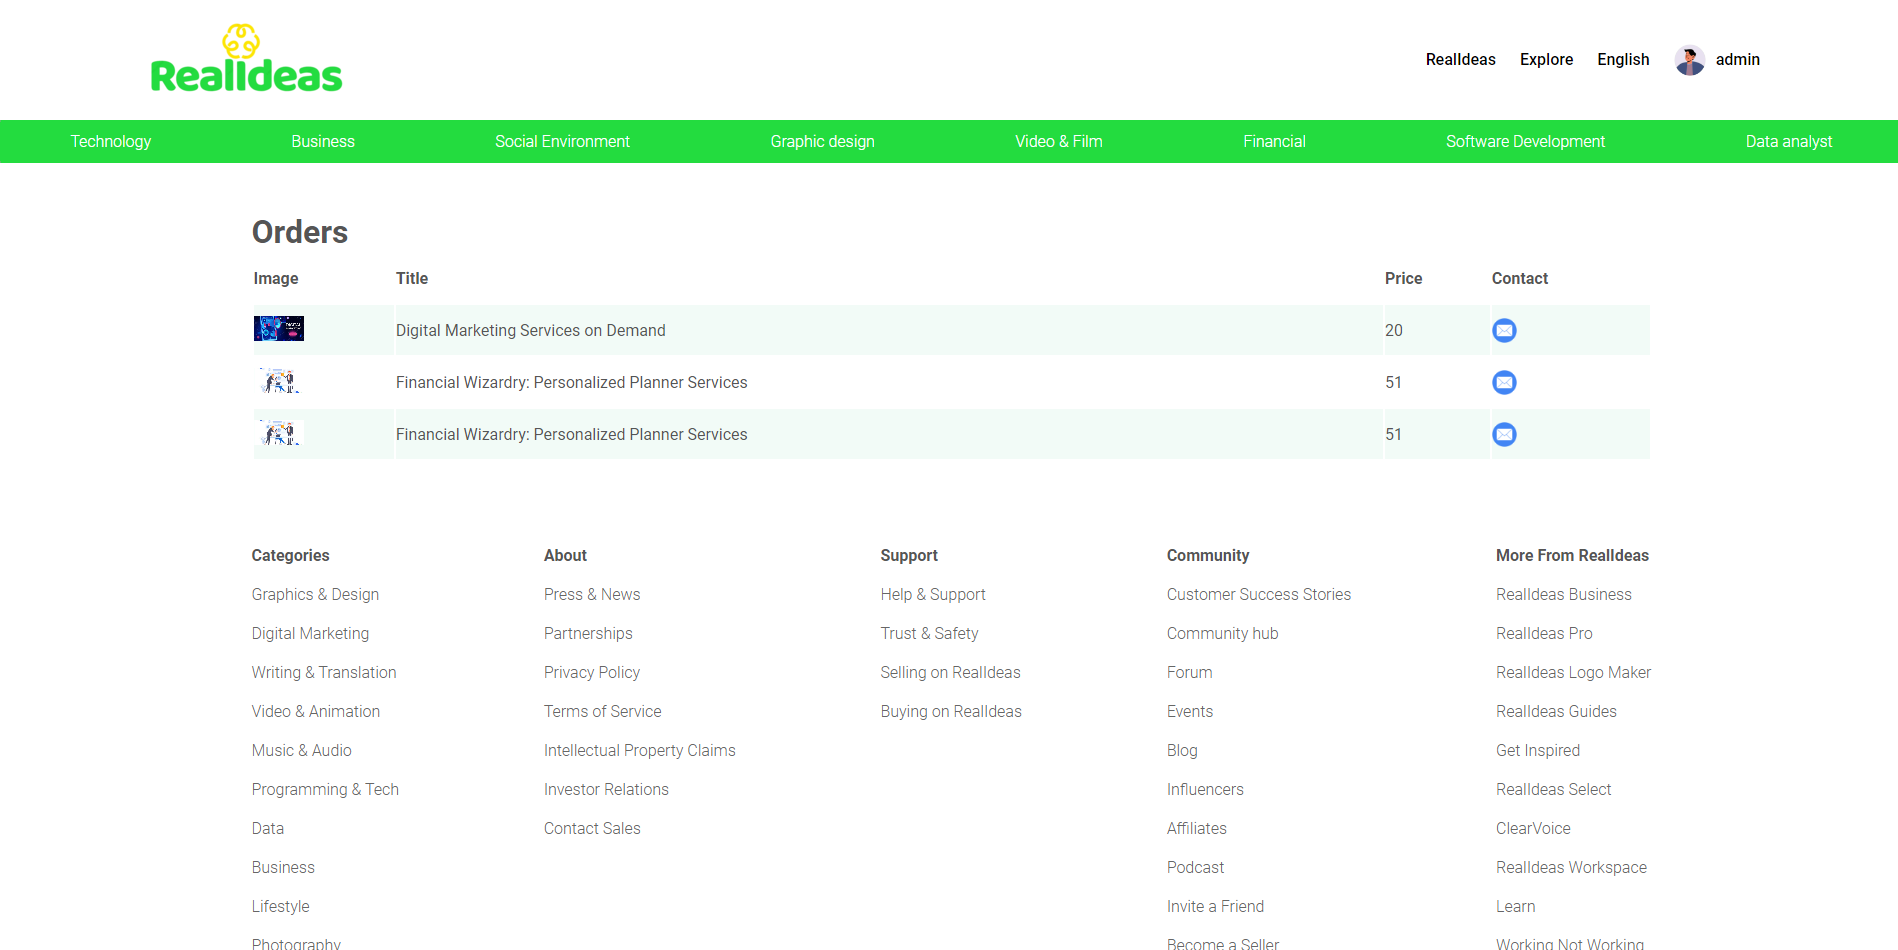 RealIdeas
RealIdeas Explore English admin
Technology Business Social Environment Graphic design Video & Film Financial Software Development Data analyst
Orders
Image Title Price Contact
Digital Marketing Services on Demand 20
Financial Wizardry: Personalized Planner Services 51
Financial Wizardry: Personalized Planner Services 51
Categories About Support Community More From RealIdeas
Graphics & Design Press & News Help & Support Customer Success Stories RealIdeas Business
Digital Marketing Partnerships Trust & Safety Community hub RealIdeas Pro
Writing & Translation Privacy Policy Selling on RealIdeas Forum RealIdeas Logo Maker
Video & Animation Terms of Service Buying on RealIdeas Events RealIdeas Guides
Music & Audio Intellectual Property Claims Blog Get Inspired
Programming & Tech Investor Relations Influencers RealIdeas Select
Data Contact Sales Affiliates ClearVoice
Business Podcast RealIdeas Workspace
Lifestyle Invite a Friend Learn
Photography Become a Seller Working Not Working